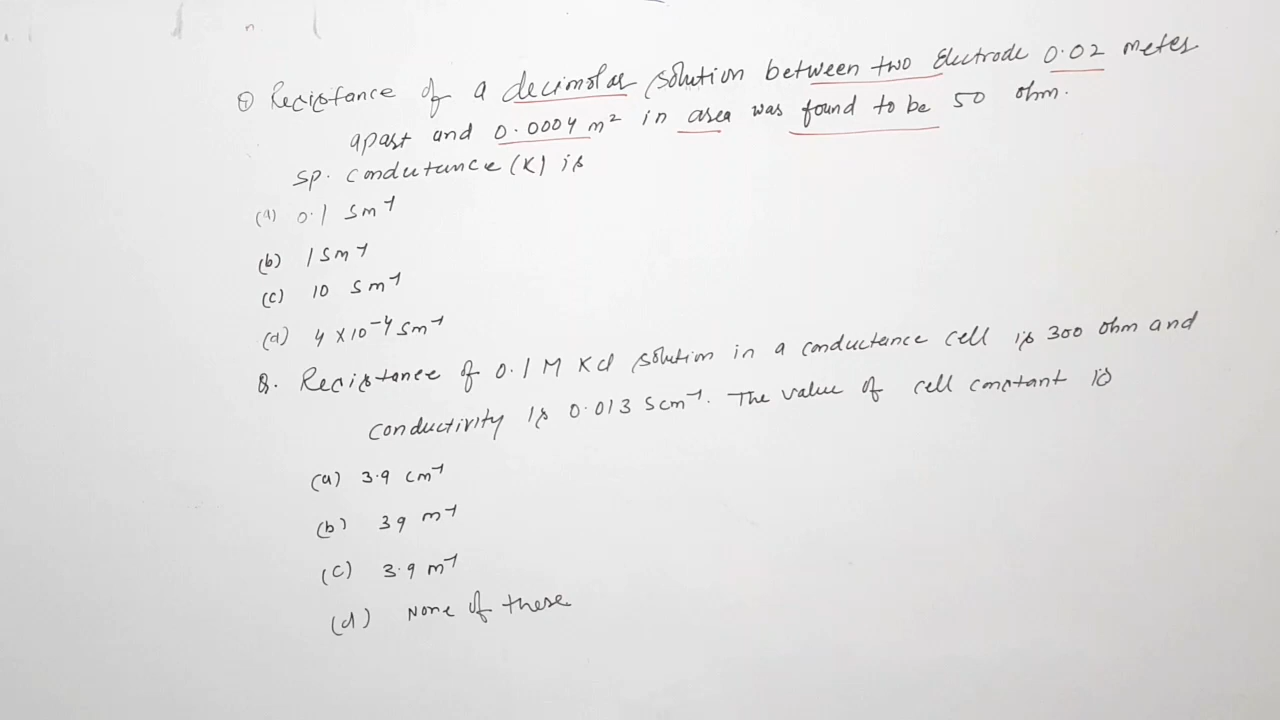 ① Recistance of a decimolar solution between two Electrode 0.02 meter
apart and 0.0004 m² in area was found to be 50 ohm.
sp. conductance (K) is
(a) 0.1 Sm⁻¹
(b) 1 Sm⁻¹
(c) 10 Sm⁻¹
(d) 4 × 10⁻⁴ Sm⁻¹
Q. Recistance of 0.1 M Kcl solution in a conductance cell is 300 ohm and
conductivity is 0.013 Scm⁻¹. The value of cell constant is
(a) 3.9 cm⁻¹
(b) 39 m⁻¹
(c) 3.9 m⁻¹
(d) None of these